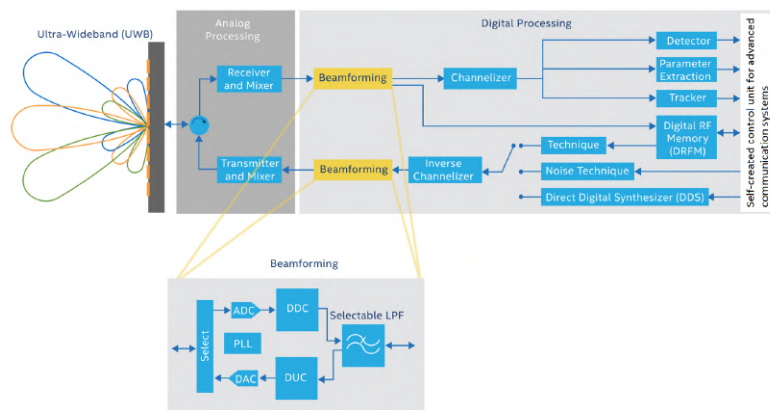 Ultra-Wideband (UWB)
Analog
Processing
Digital Processing
Receiver
and Mixer
Beamforming
Channelizer
Detector
Parameter
Extraction
Tracker
Digital RF
Memory
(DRFM)
Transmitter
and Mixer
Beamforming
Inverse
Channelizer
Technique
Noise Technique
Direct Digital Synthesizer (DDS)
Self-created control unit for advanced
communication systems
Beamforming
Select
ADC
DDC
Selectable LPF
PLL
DAC
DUC